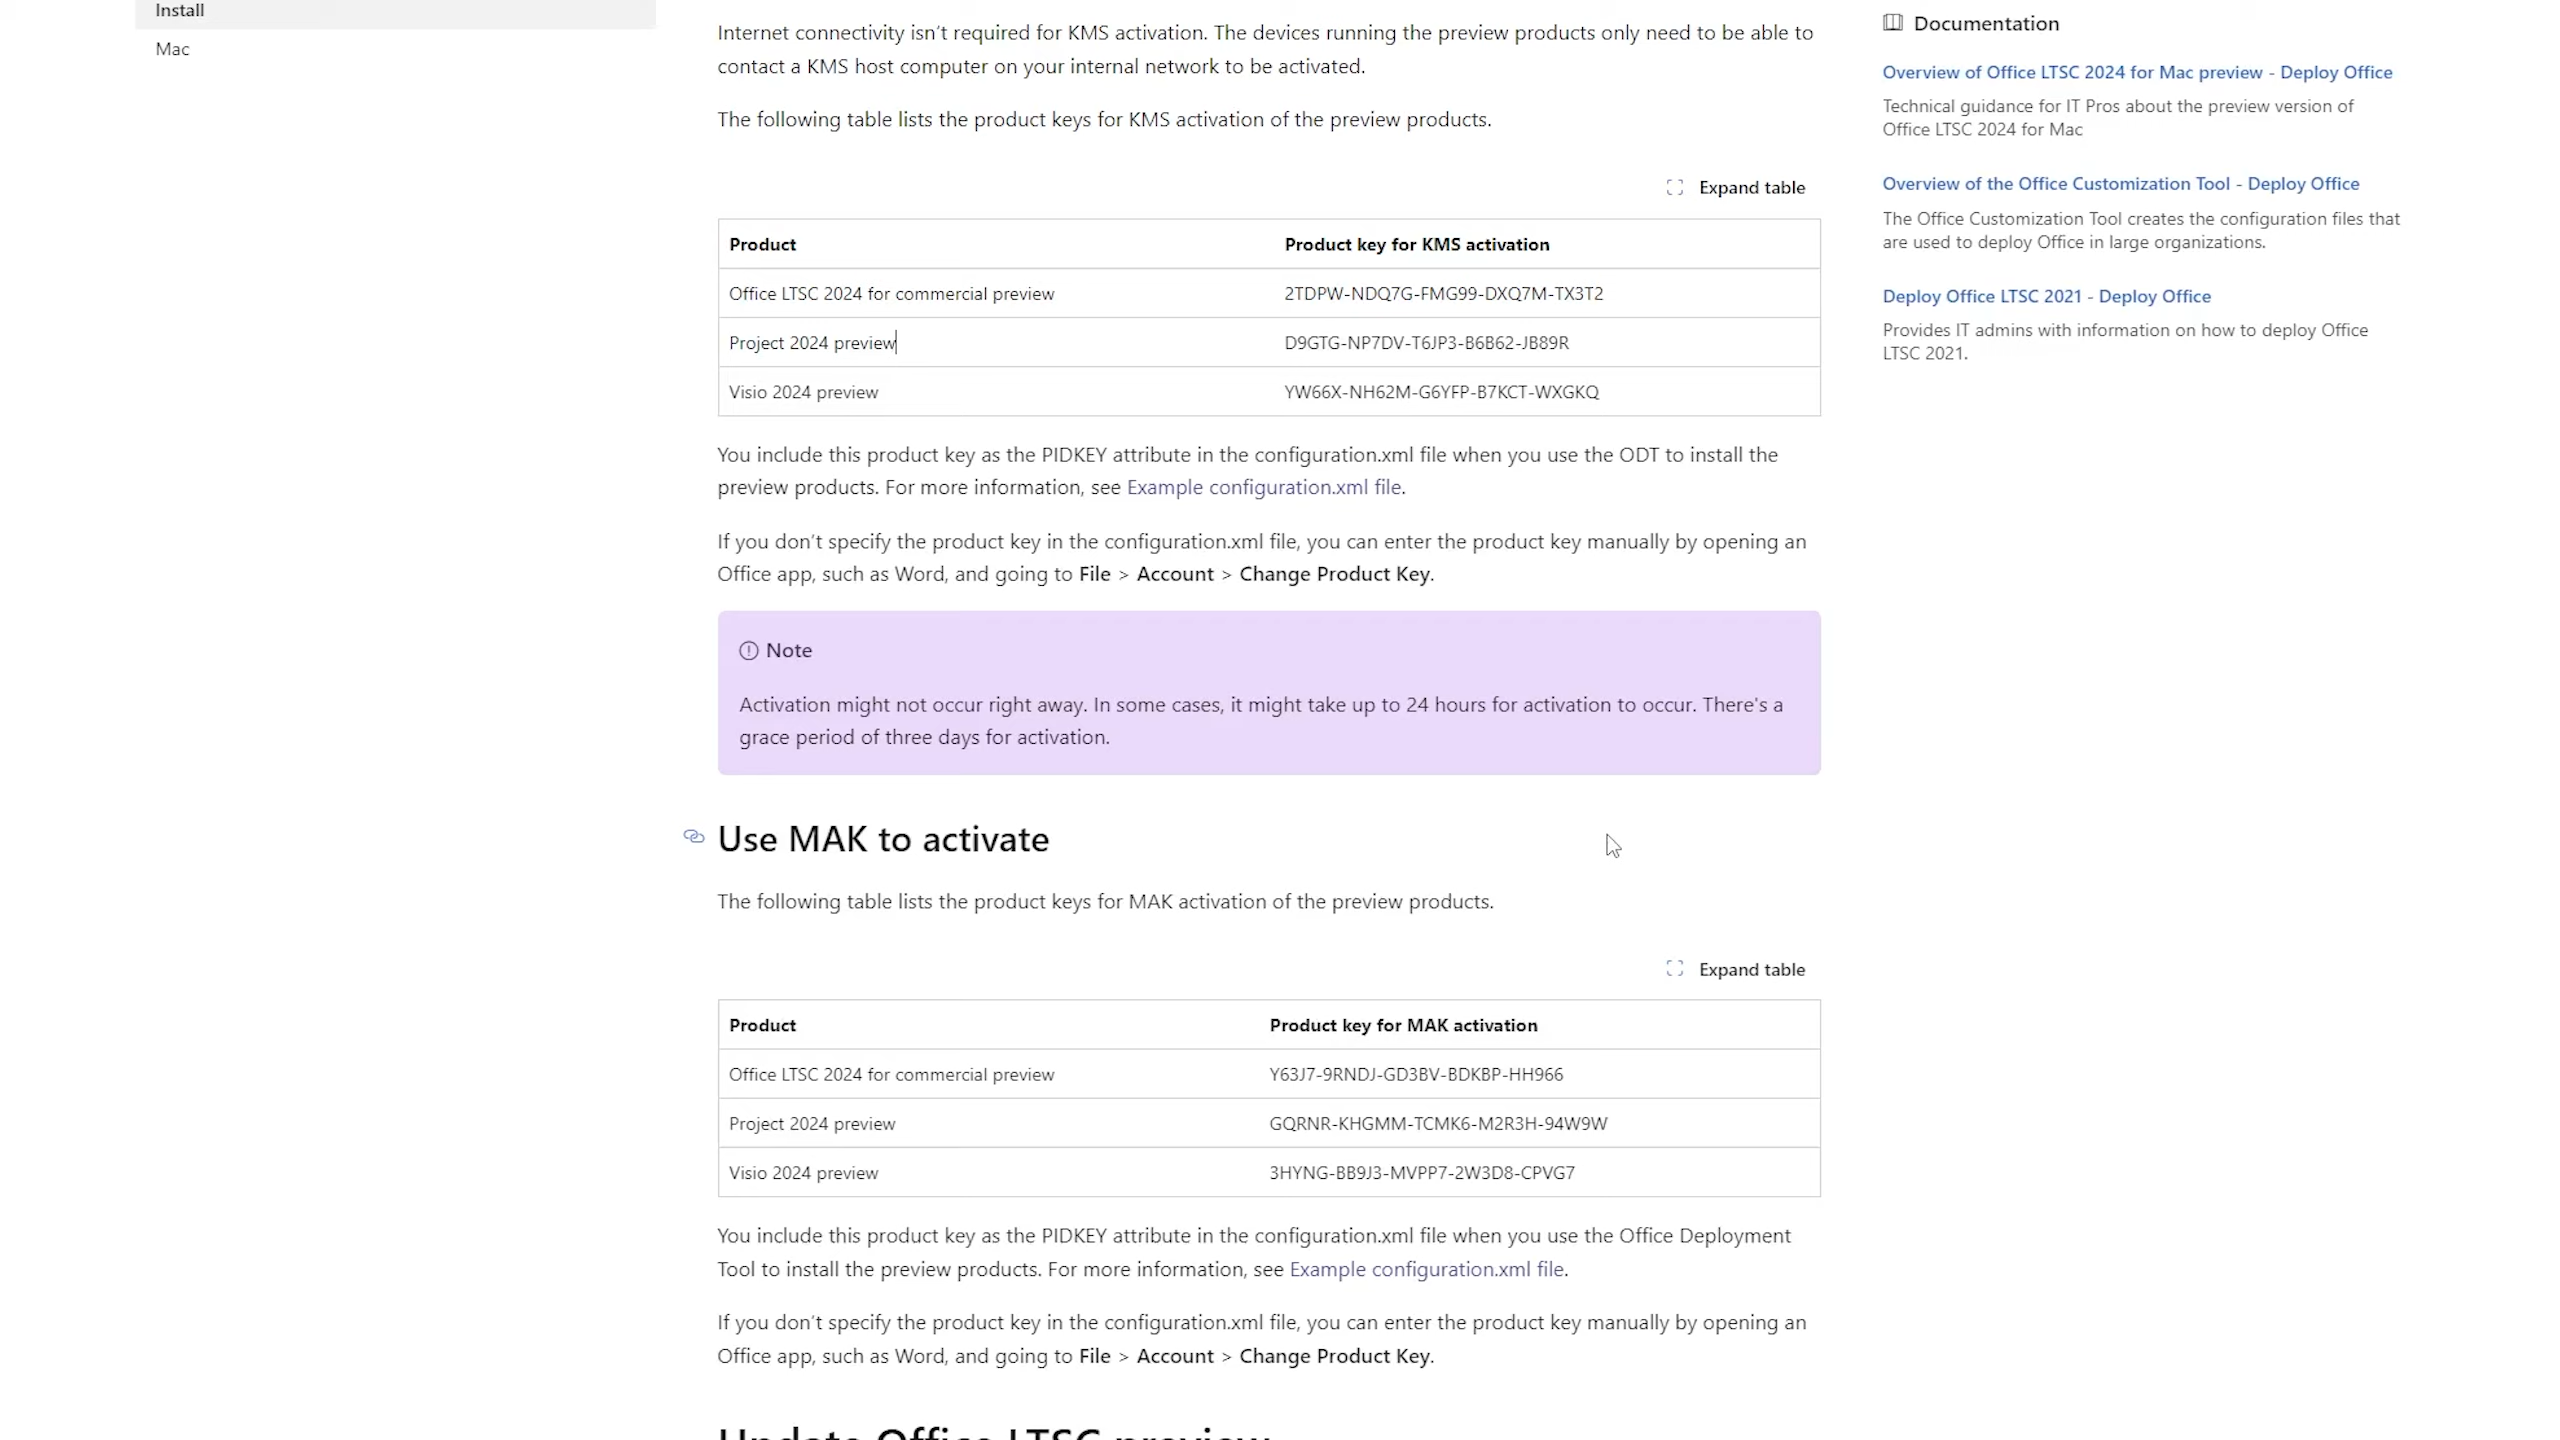 Install
Mac
Internet connectivity isn't required for KMS activation. The devices running the preview products only need to be able to
contact a KMS host computer on your internal network to be activated.
The following table lists the product keys for KMS activation of the preview products.
Expand table
Product Product key for KMS activation
Office LTSC 2024 for commercial preview 2TDPW-NDQ7G-FMG99-DXQ7M-TX3T2
Project 2024 preview D9GTG-NP7DV-T6JP3-B6B62-JB89R
Visio 2024 preview YW66X-NH62M-G6YFP-B7KCT-WXGKQ
You include this product key as the PIDKEY attribute in the configuration.xml file when you use the ODT to install the
preview products. For more information, see Example configuration.xml file.
If you don't specify the product key in the configuration.xml file, you can enter the product key manually by opening an
Office app, such as Word, and going to File > Account > Change Product Key.
Note
Activation might not occur right away. In some cases, it might take up to 24 hours for activation to occur. There's a
grace period of three days for activation.
Use MAK to activate
The following table lists the product keys for MAK activation of the preview products.
Expand table
Product Product key for MAK activation
Office LTSC 2024 for commercial preview Y63J7-9RNDJ-GD3BV-BDKBP-HH966
Project 2024 preview GQRNR-KHGMM-TCMK6-M2R3H-94W9W
Visio 2024 preview 3HYNG-BB9J3-MVPP7-2W3D8-CPVG7
You include this product key as the PIDKEY attribute in the configuration.xml file when you use the Office Deployment
Tool to install the preview products. For more information, see Example configuration.xml file.
If you don't specify the product key in the configuration.xml file, you can enter the product key manually by opening an
Office app, such as Word, and going to File > Account > Change Product Key.
Update Office LTSC preview
Documentation
Overview of Office LTSC 2024 for Mac preview - Deploy Office
Technical guidance for IT Pros about the preview version of
Office LTSC 2024 for Mac
Overview of the Office Customization Tool - Deploy Office
The Office Customization Tool creates the configuration files that
are used to deploy Office in large organizations.
Deploy Office LTSC 2021 - Deploy Office
Provides IT admins with information on how to deploy Office
LTSC 2021.